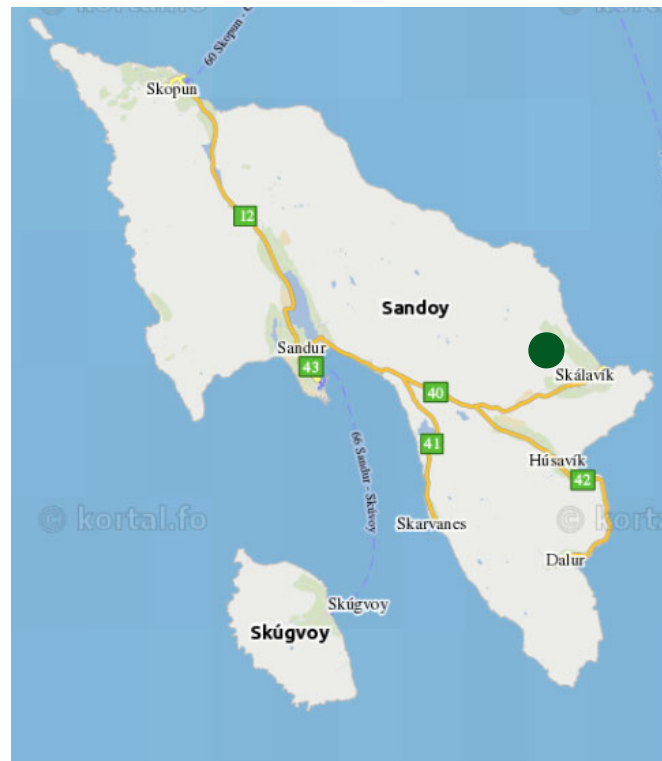 © kortal.fo
60 Skopun -
Skopun
12
Sandoy
Sandur
43
Skálavík
40
41
66 Sandur - Skúvoy
Húsavík
42
© kortal.fo
Skarvanes
Dalur
Skúgvoy
Skúgvoy